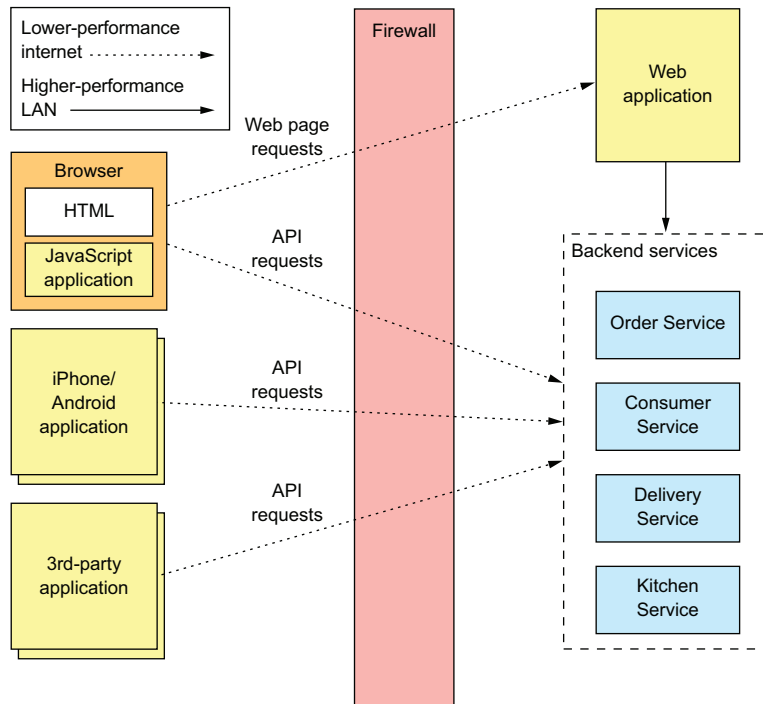 Lower-performance
internet
Higher-performance
LAN
Firewall
Web
application
Web page
requests
Browser
HTML
JavaScript
application
API
requests
Backend services
Order Service
iPhone/
Android
application
API
requests
Consumer
Service
API
requests
Delivery
Service
3rd-party
application
Kitchen
Service